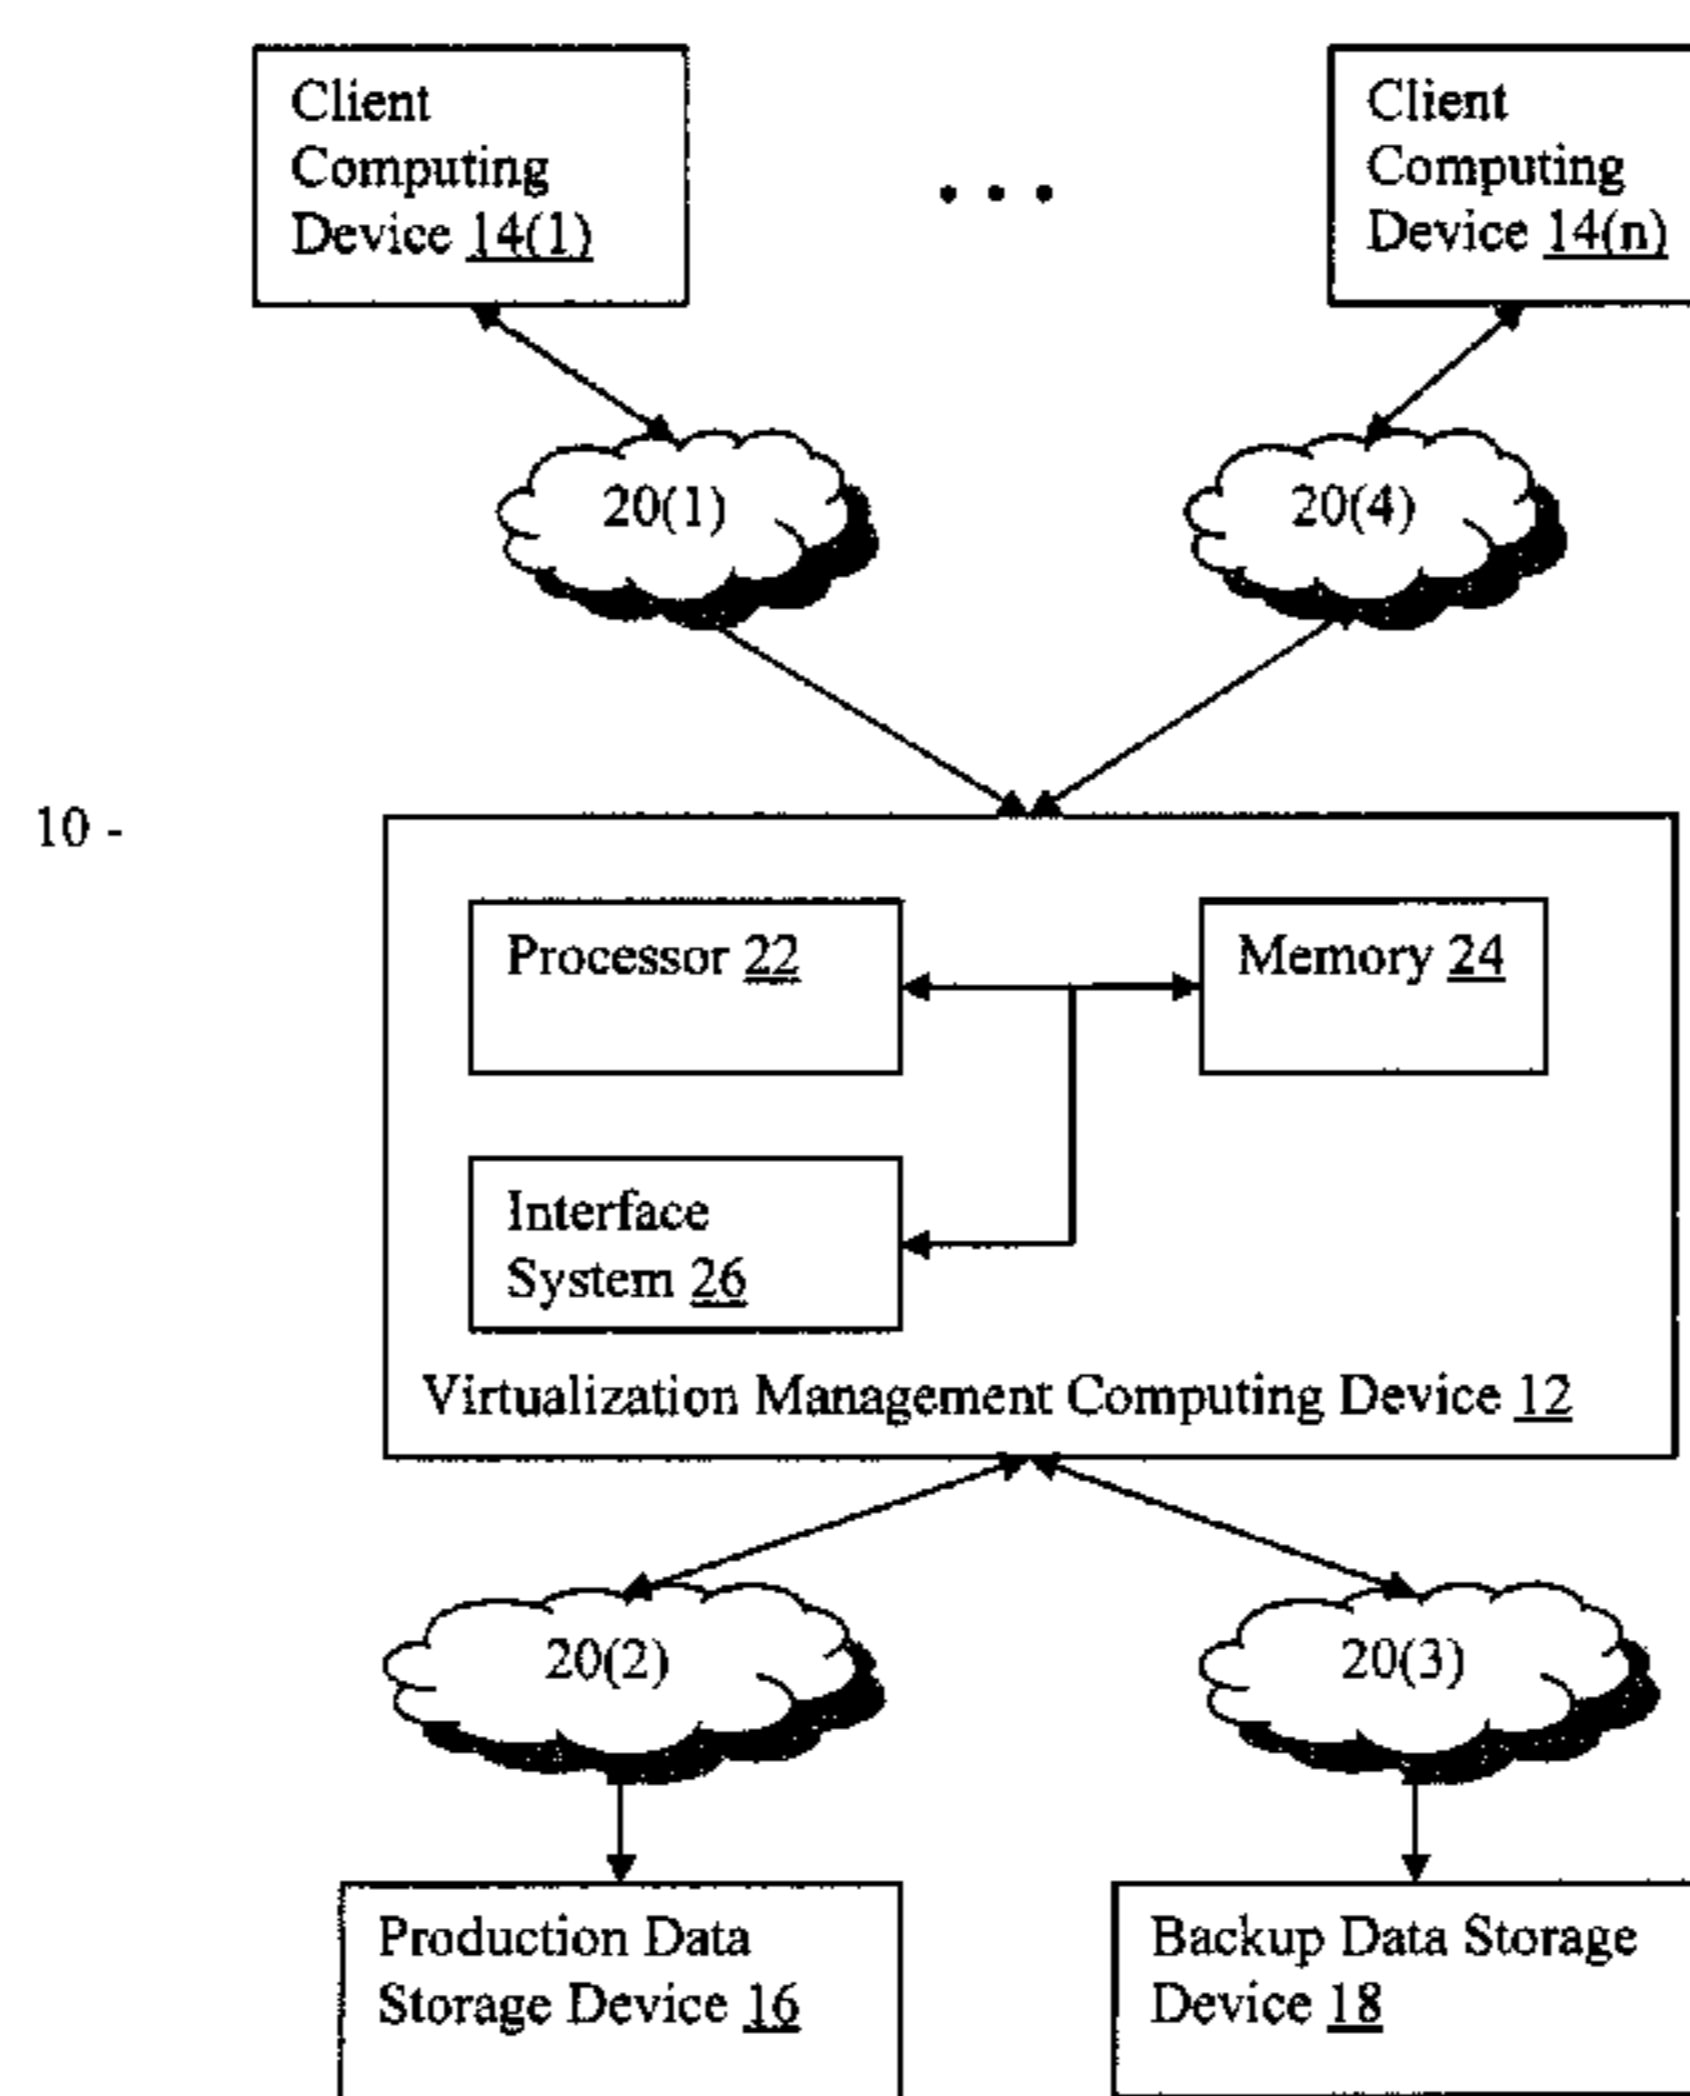 Client
Computing
Device 14(1)
Client
Computing
Device 14(n)
20(1)
20(4)
10 -
Processor 22
Memory 24
Interface
System 26
Virtualization Management Computing Device 12
20(2)
20(3)
Production Data
Storage Device 16
Backup Data Storage
Device 18